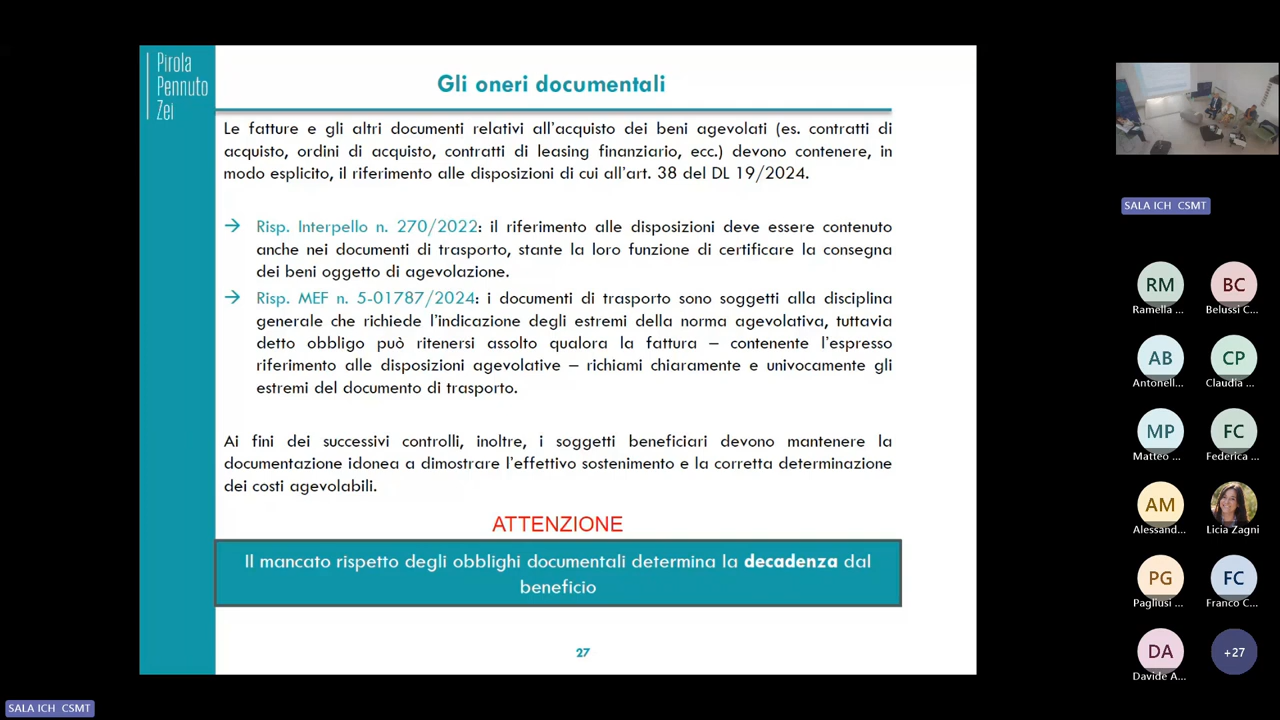 Pirola
Pennuto
Zei
Gli oneri documentali
Le fatture e gli altri documenti relativi all'acquisto dei beni agevolati (es. contratti di
acquisto, ordini di acquisto, contratti di leasing finanziario, ecc.) devono contenere, in
modo esplicito, il riferimento alle disposizioni di cui all'art. 38 del DL 19/2024.
→ Risp. Interpello n. 270/2022: il riferimento alle disposizioni deve essere contenuto
anche nei documenti di trasporto, stante la loro funzione di certificare la consegna
dei beni oggetto di agevolazione.
→ Risp. MEF n. 5-01787/2024: i documenti di trasporto sono soggetti alla disciplina
generale che richiede l'indicazione degli estremi della norma agevolativa, tuttavia
detto obbligo può ritenersi assolto qualora la fattura – contenente l'espresso
riferimento alle disposizioni agevolative – richiami chiaramente e univocamente gli
estremi del documento di trasporto.
Ai fini dei successivi controlli, inoltre, i soggetti beneficiari devono mantenere la
documentazione idonea a dimostrare l'effettivo sostenimento e la corretta determinazione
dei costi agevolabili.
ATTENZIONE
Il mancato rispetto degli obblighi documentali determina la decadenza dal
beneficio
27
SALA ICH CSMT
SALA ICH CSMT
RM
Ramella ...
BC
Belussi C...
AB
Antonell...
CP
Claudia ...
MP
Matteo ...
FC
Federica ...
AM
Alessand...
Licia Zagni
PG
Pagliusi ...
FC
Franco C...
DA
Davide A...
+27